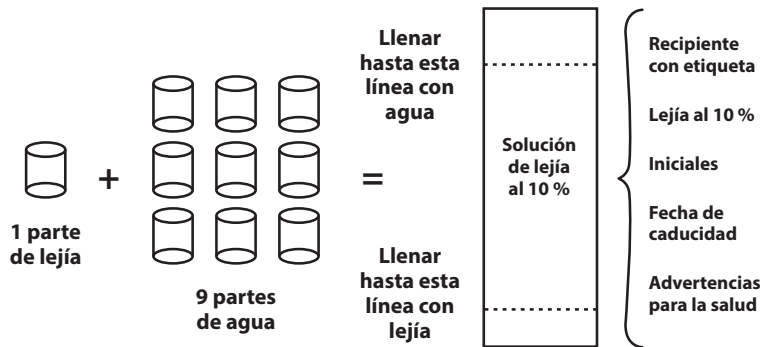 1 parte
de lejía
+
9 partes
de agua
=
Llenar
hasta esta
línea con
agua
Llenar
hasta esta
línea con
lejía
Solución
de lejía
al 10 %
Recipiente
con etiqueta
Lejía al 10 %
Iniciales
Fecha de
caducidad
Advertencias
para la salud